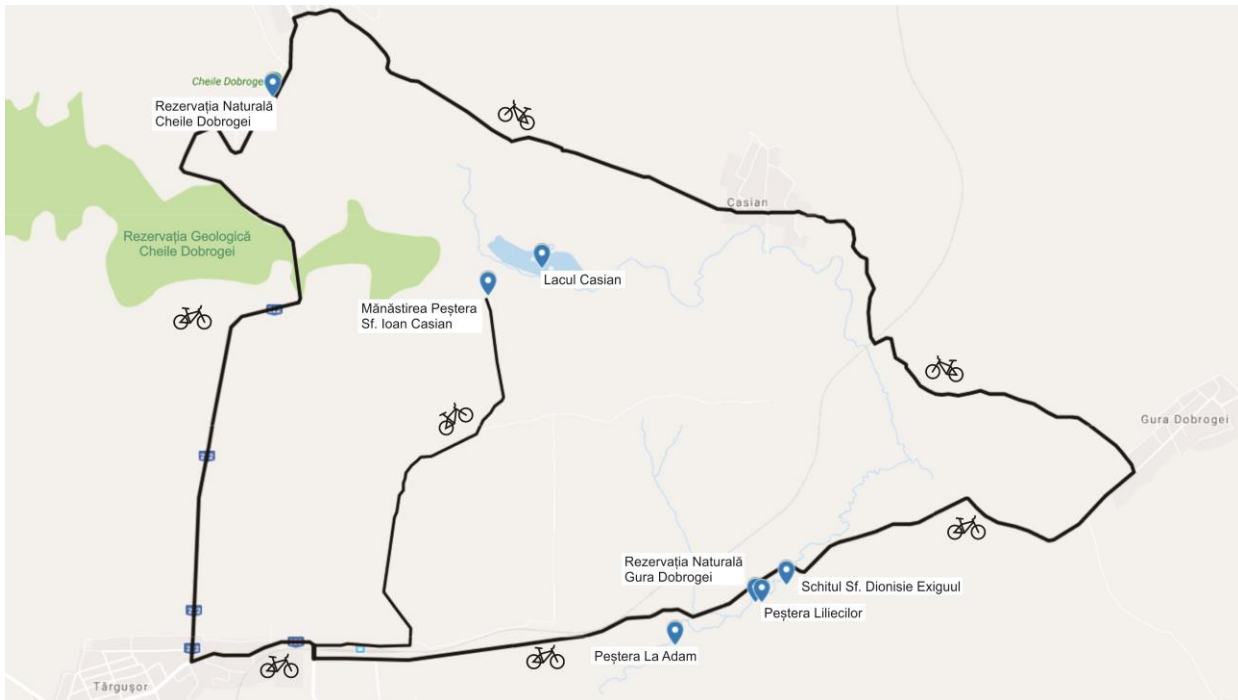 Cheile Dobroge
Rezervația Naturală
Cheile Dobrogei
Casian
Rezervația Geologică
Cheile Dobrogei
Lacul Casian
Mănăstirea Peștera
Sf. Ioan Casian
Gura Dobrogei
Rezervația Naturală
Gura Dobrogei
Schitul Sf. Dionisie Exiguul
Peștera Liliecilor
Peștera La Adam
Târgușor